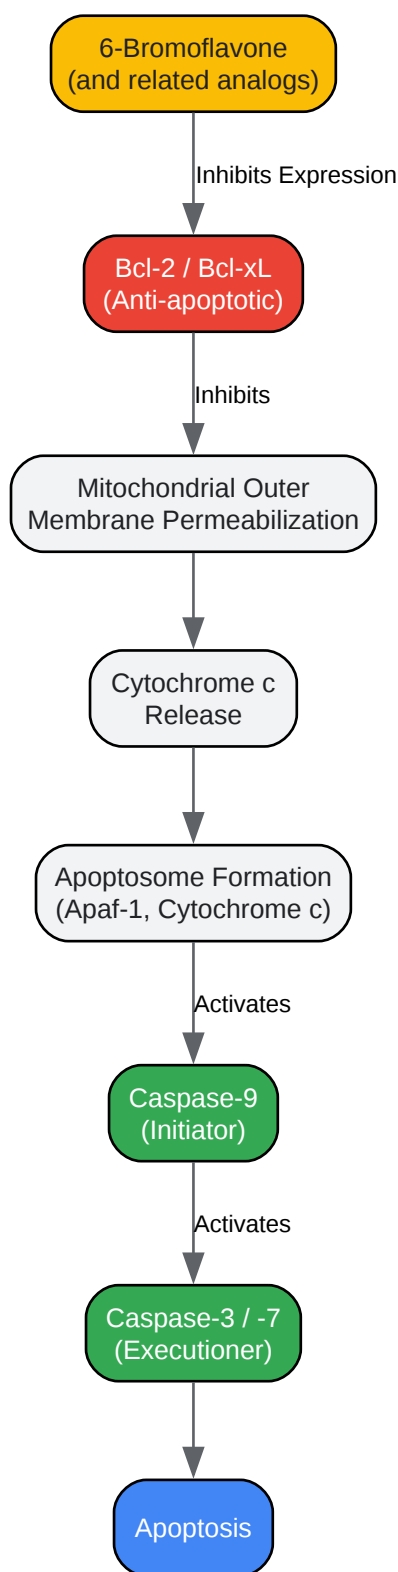 6-Bromoflavone
(and related analogs)
Inhibits Expression
Bcl-2 / Bcl-xL
(Anti-apoptotic)
Inhibits
Mitochondrial Outer
Membrane Permeabilization
Cytochrome c
Release
Apoptosome Formation
(Apaf-1, Cytochrome c)
Activates
Caspase-9
(Initiator)
Activates
Caspase-3 / -7
(Executioner)
Apoptosis